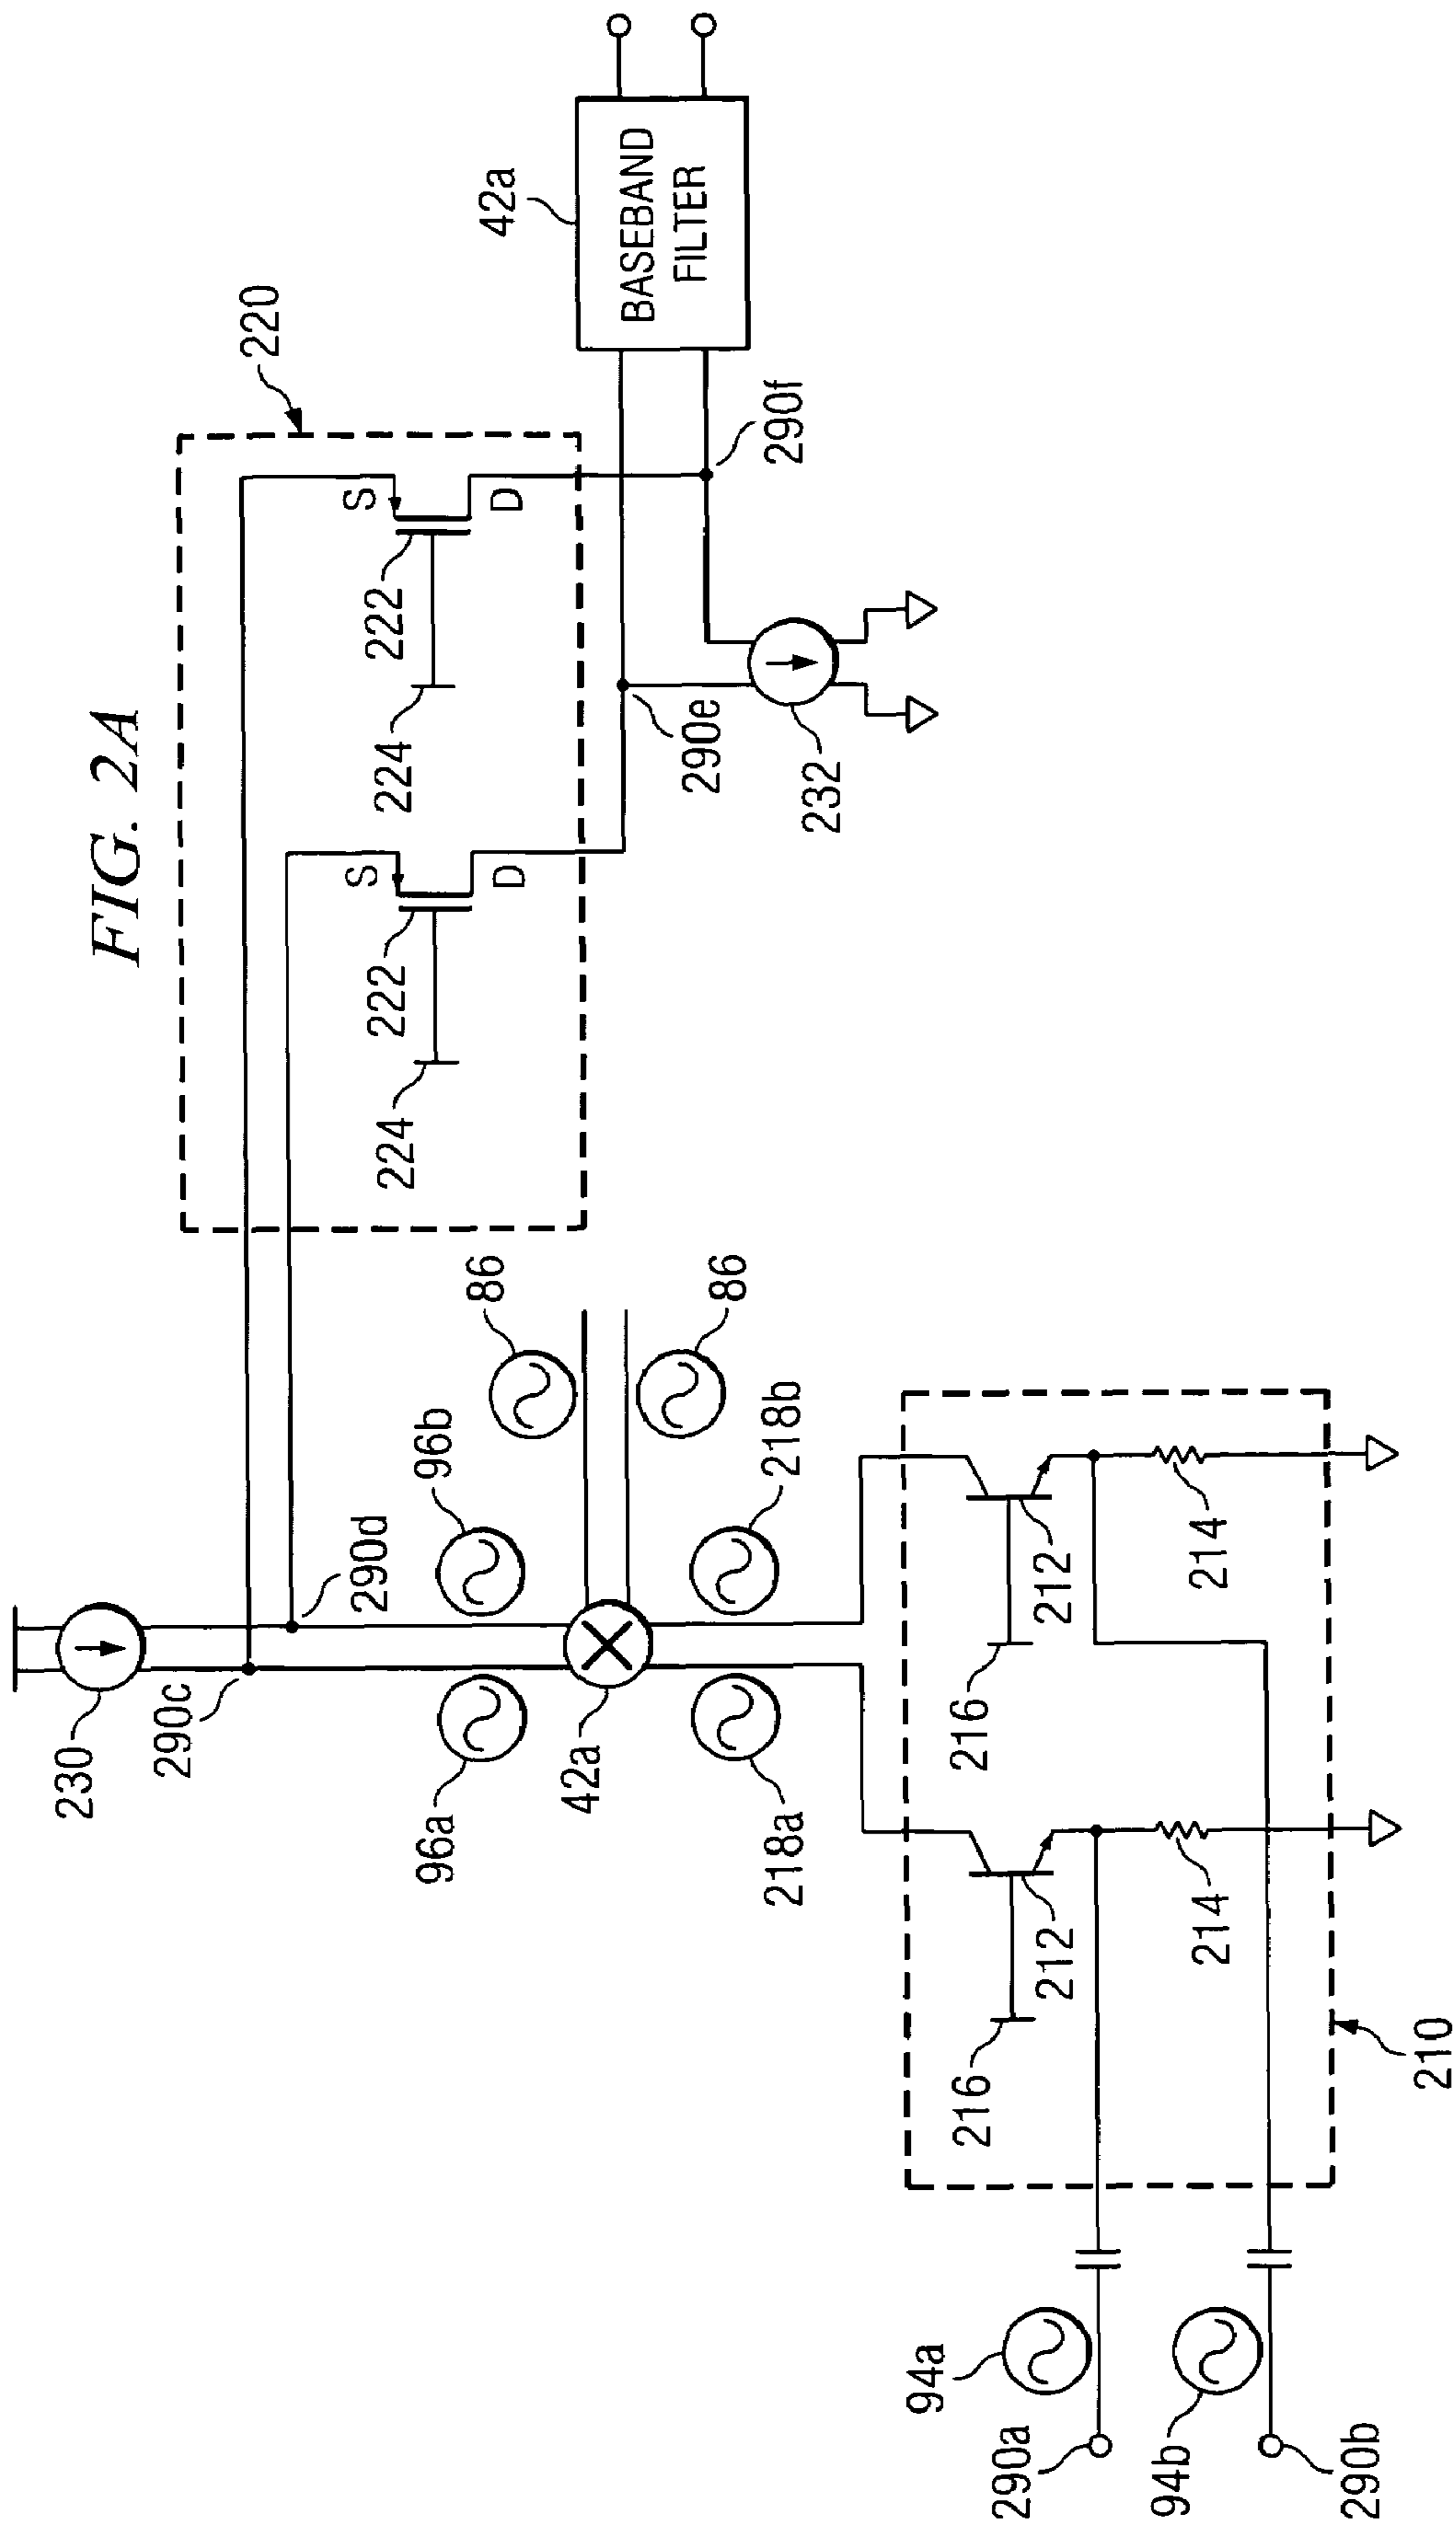 FIG. 2A
230
290c
290d
96a
96b
86
86
42a
218a
218b
220
S
S
222
222
224
224
D
D
42a
BASEBAND
FILTER
290e
290f
232
216
216
212
212
214
214
210
94a
290a
94b
290b